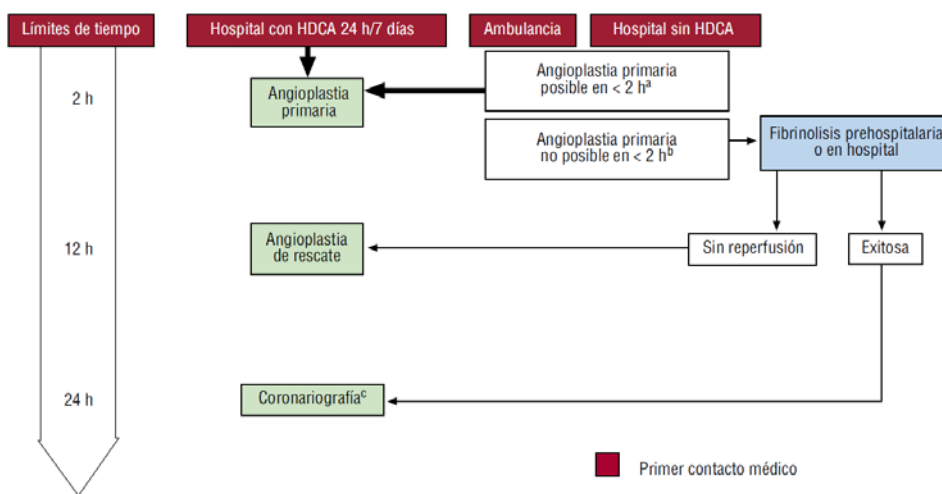 Límites de tiempo
Hospital con HDCA 24 h/7 días
Ambulancia
Hospital sin HDCA
2 h
Angioplastia
primaria
Angioplastia primaria
posible en < 2 hª
Angioplastia primaria
no posible en < 2 hᵇ
Fibrinolisis prehospitalaria
o en hospital
12 h
Angioplastia
de rescate
Sin reperfusión
Exitosa
24 h
Coronariografíaᶜ
Primer contacto médico